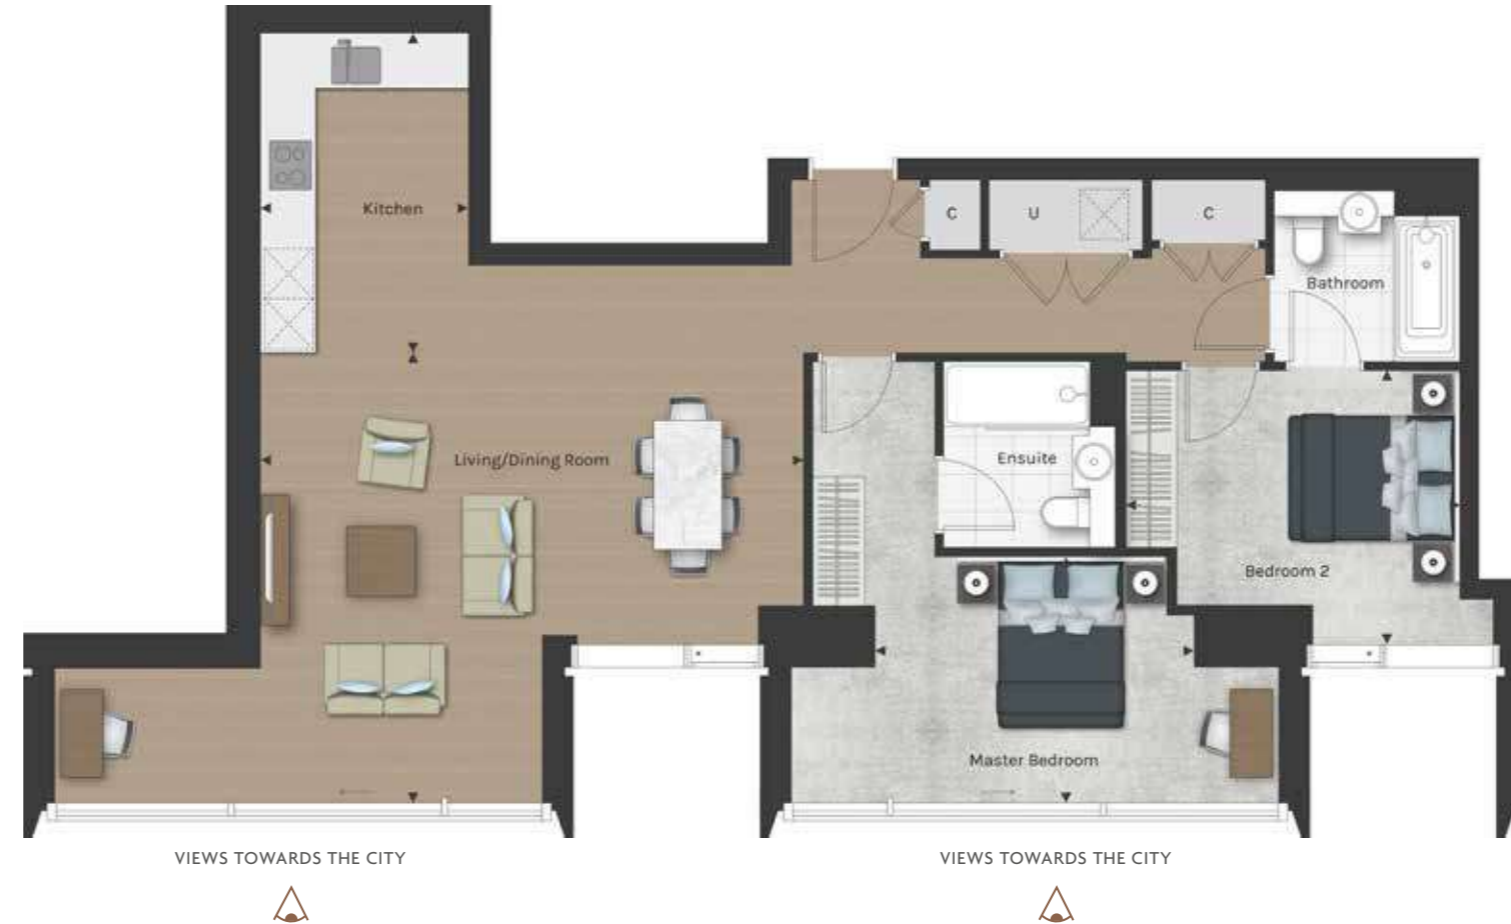 Kitchen
C
U
C
Bathroom
Living/Dining Room
Ensuite
Bedroom 2
Master Bedroom
VIEWS TOWARDS THE CITY
VIEWS TOWARDS THE CITY